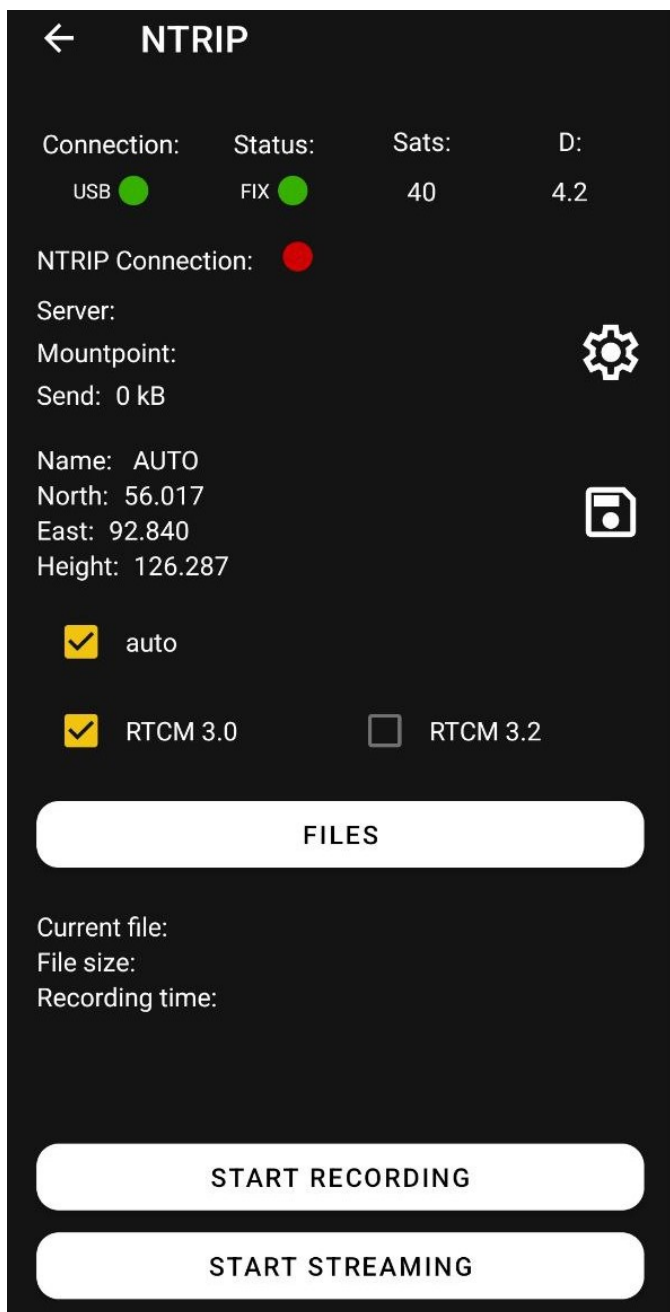 NTRIP
Connection: Status: Sats: D:
USB FIX 40 4.2
NTRIP Connection:
Server:
Mountpoint:
Send: 0 kB
Name: AUTO
North: 56.017
East: 92.840
Height: 126.287
auto
RTCM 3.0 RTCM 3.2
FILES
Current file:
File size:
Recording time:
START RECORDING
START STREAMING